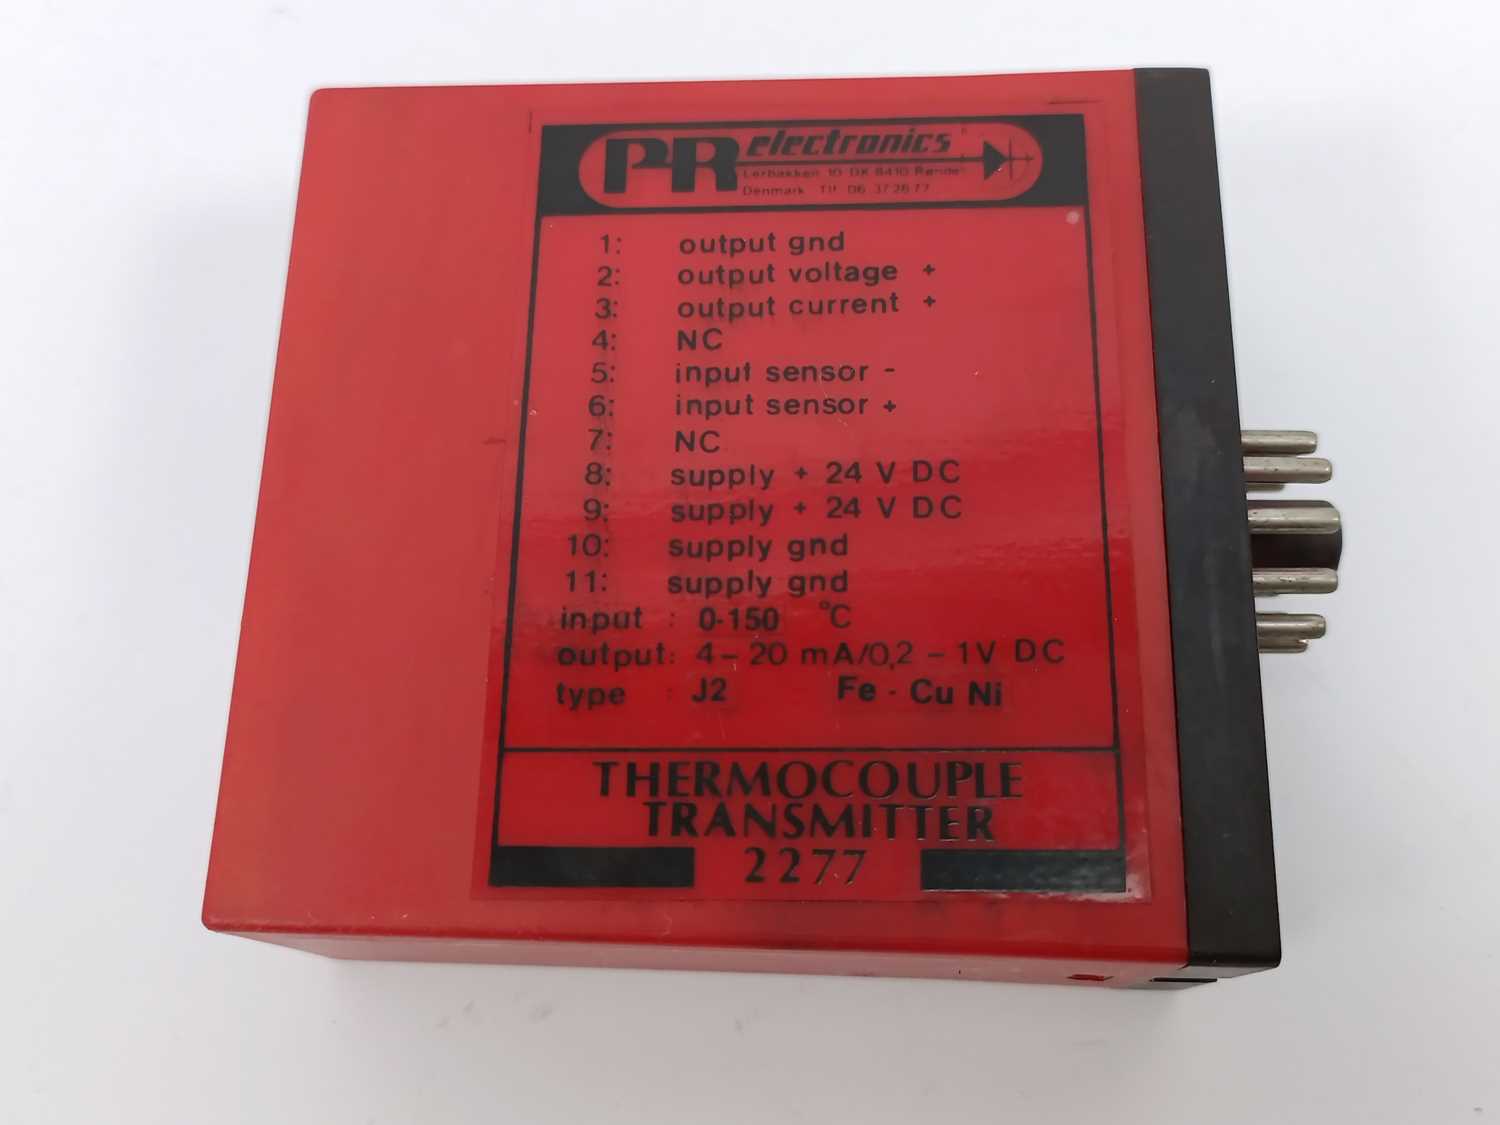 PR electronics
Lerbakken 10 DK 8410 Rønde
Denmark Tlf. 06 37 26 77
1: output gnd
2: output voltage +
3: output current +
4: NC
5: input sensor -
6: input sensor +
7: NC
8: supply + 24 V DC
9: supply + 24 V DC
10: supply gnd
11: supply gnd
input : 0-150 °C
output: 4 – 20 mA/0,2 – 1V DC
type : J2 Fe - Cu Ni
THERMOCOUPLE
TRANSMITTER
2277